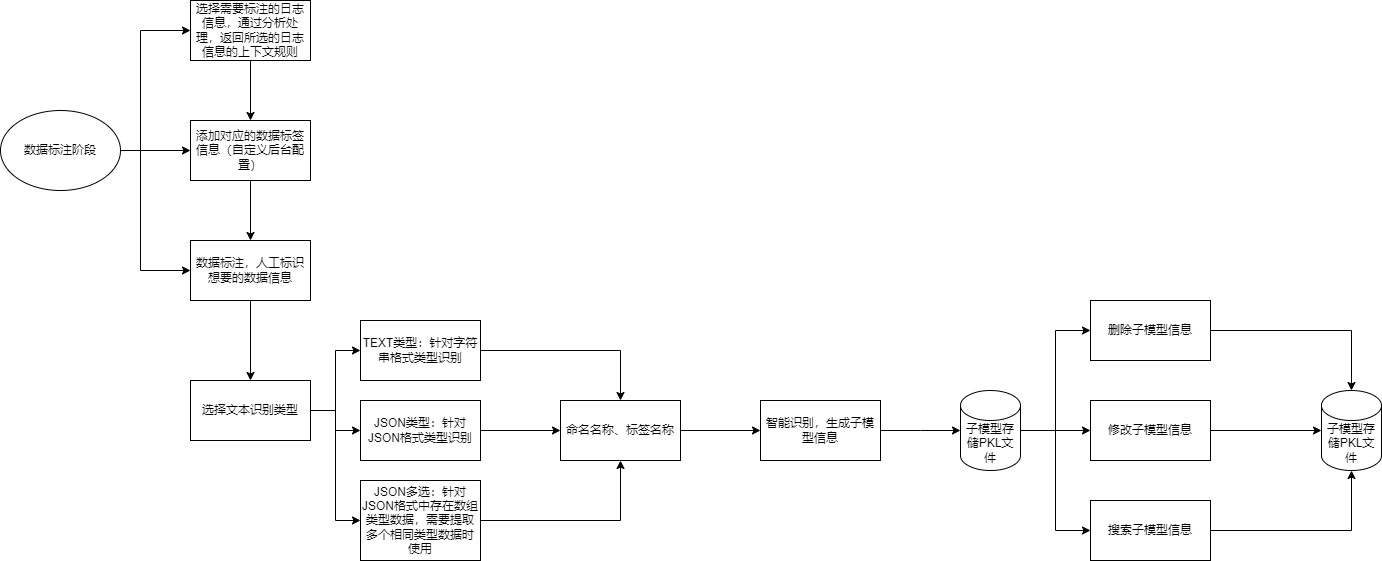 选择需要标注的日志
信息，通过分析处
理，返回所选的日志
信息的上下文规则
数据标注阶段
添加对应的数据标签
信息（自定义后台配
置）
数据标注，人工标识
想要的数据信息
选择文本识别类型
TEXT类型：针对字符
串格式类型识别
JSON类型：针对
JSON格式类型识别
JSON多选：针对
JSON格式中存在数组
类型数据，需要提取
多个相同类型数据时
使用
命名名称、标签名称
智能识别，生成子模
型信息
子模型存
储PKL文
件
删除子模型信息
修改子模型信息
搜索子模型信息
子模型存
储PKL文
件